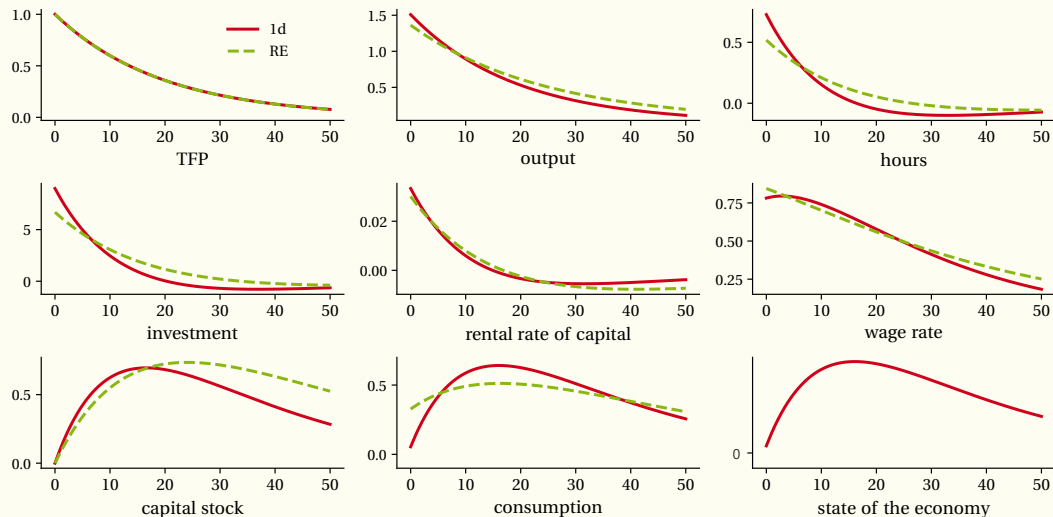 1.0
0.5
0.0
1d
RE
0 10 20 30 40 50
TFP
1.5
1.0
0.5
0 10 20 30 40 50
output
0.5
0.0
0 10 20 30 40 50
hours
5
0
0 10 20 30 40 50
investment
0.02
0.00
0 10 20 30 40 50
rental rate of capital
0.75
0.50
0.25
0 10 20 30 40 50
wage rate
0.5
0.0
0 10 20 30 40 50
capital stock
0.5
0.0
0 10 20 30 40 50
consumption
0
0 10 20 30 40 50
state of the economy